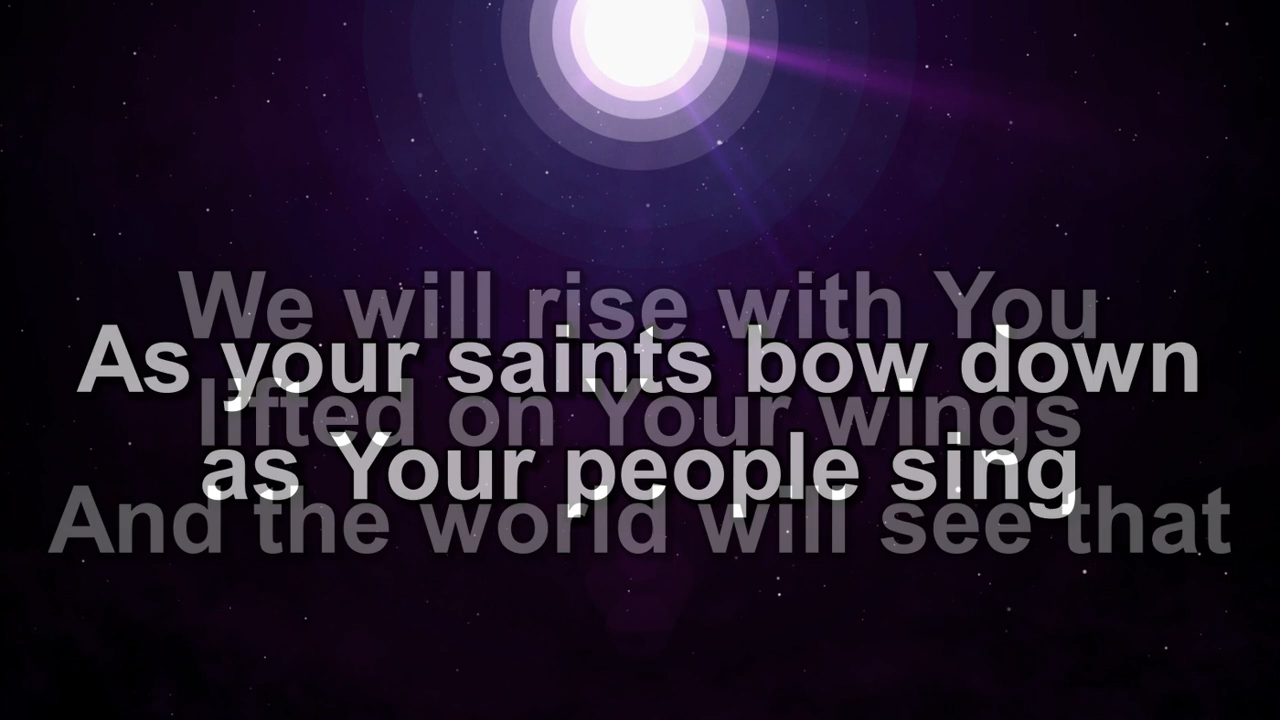 We will rise with You
As your saints bow down
lifted on Your wings
as Your people sing
And the world will see that